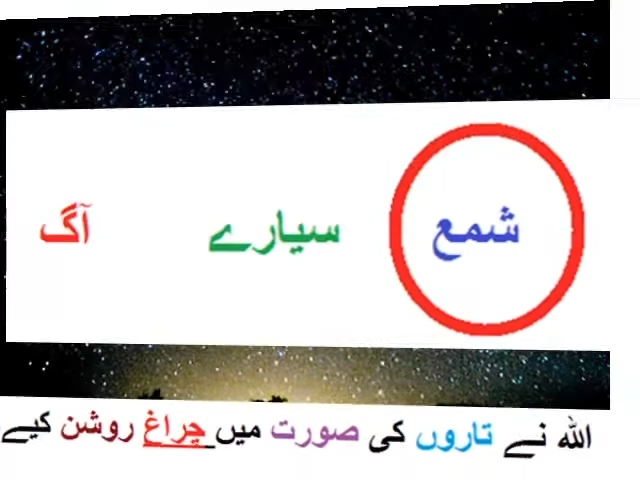 شمع سیارے آگ
اللہ نے تاروں کی صورت میں چراغ روشن کیے